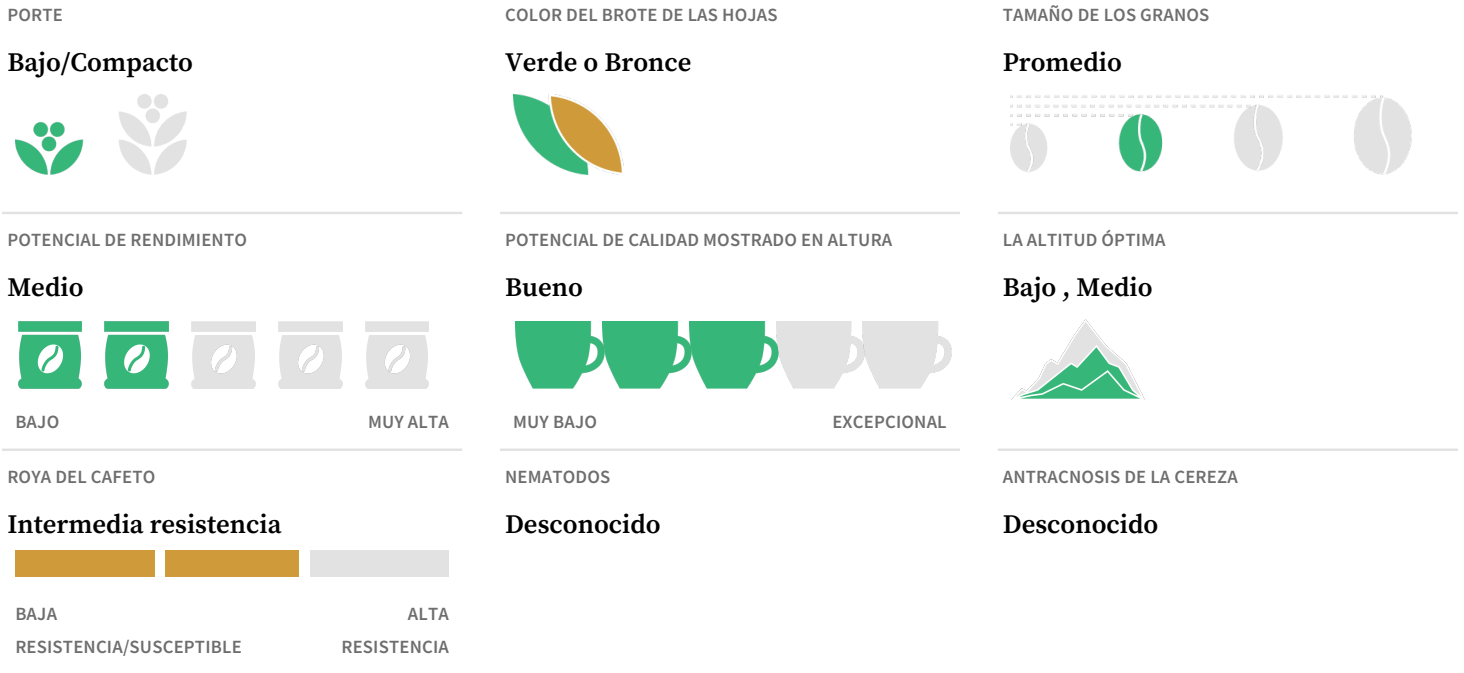 PORTE
Bajo/Compacto
COLOR DEL BROTE DE LAS HOJAS
Verde o Bronce
TAMAÑO DE LOS GRANOS
Promedio
POTENCIAL DE RENDIMIENTO
Medio
BAJO
MUY ALTA
POTENCIAL DE CALIDAD MOSTRADO EN ALTURA
Bueno
MUY BAJO
EXCEPCIONAL
LA ALTITUD ÓPTIMA
Bajo , Medio
ROYA DEL CAFETO
Intermedia resistencia
BAJA
RESISTENCIA/SUSCEPTIBLE
ALTA
RESISTENCIA
NEMATODOS
Desconocido
ANTRACNOSIS DE LA CEREZA
Desconocido